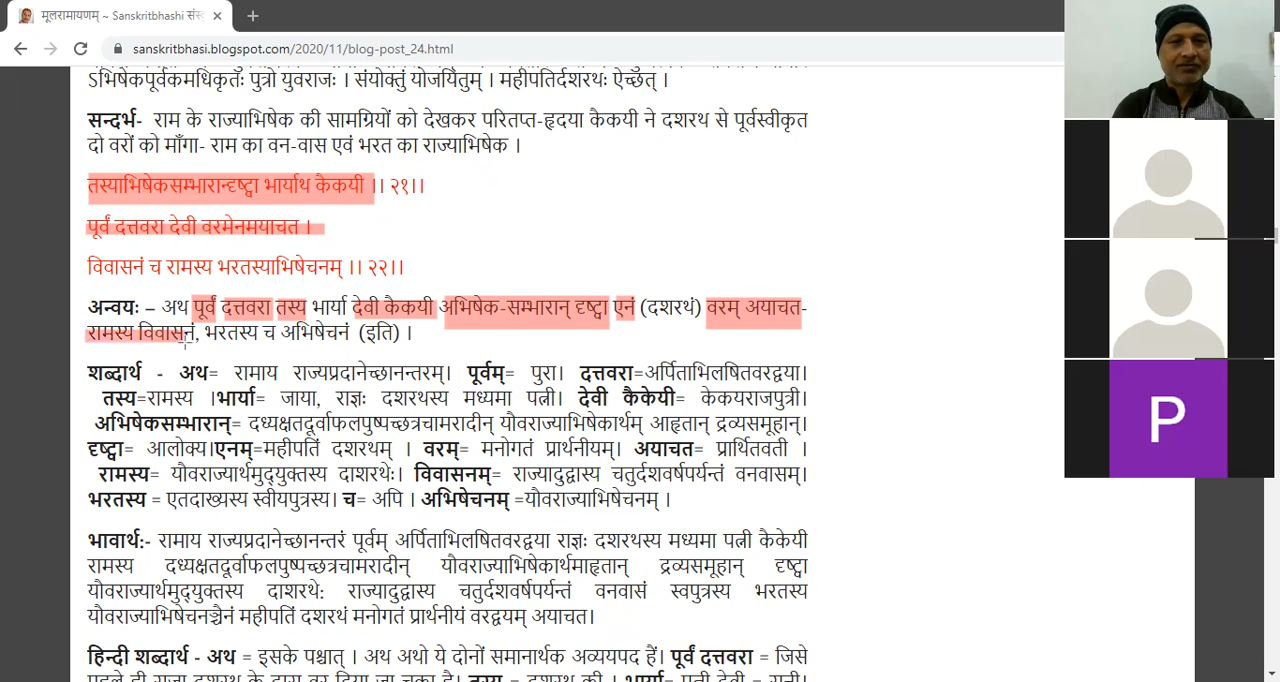 मूलरामायणम् ~ Sanskritbhashi संस्
sanskritbhasi.blogspot.com/2020/11/blog-post_24.html
ऽभिषेकपूर्वकमधिकृतः पुत्रो युवराजः । संयोक्तुं योजयितुम् । महीपतिर्दशरथः ऐच्छत् ।
सन्दर्भ- राम के राज्याभिषेक की सामग्रियों को देखकर परितप्त-हृदया कैकयी ने दशरथ से पूर्वस्वीकृत
दो वरों को माँगा- राम का वन-वास एवं भरत का राज्याभिषेक ।
तस्याभिषेकसम्भारान्दृष्ट्वा भार्याथ कैकयी ।। २१।।
पूर्वं दत्तवरा देवी वरमेनमयाचत ।
विवासनं च रामस्य भरतस्याभिषेचनम् ।। २२।।
अन्वयः – अथ पूर्वं दत्तवरा तस्य भार्या देवी कैकयी अभिषेक-सम्भारान् दृष्ट्वा एनं (दशरथं) वरम् अयाचत-
रामस्य विवासनं, भरतस्य च अभिषेचनं (इति) ।
शब्दार्थ - अथ= रामाय राज्यप्रदानेच्छानन्तरम्। पूर्वम्= पुरा। दत्तवरा=अर्पिताभिलषितवरद्वया।
तस्य=रामस्य ।भार्या= जाया, राज्ञः दशरथस्य मध्यमा पत्नी। देवी कैकेयी= केकयराजपुत्री।
अभिषेकसम्भारान्= दध्यक्षतदूर्वाफलपुष्पच्छत्रचामरादीन् यौवराज्याभिषेकार्थम् आहृतान् द्रव्यसमूहान्।
दृष्ट्वा= आलोक्य।एनम्=महीपतिं दशरथम् । वरम्= मनोगतं प्रार्थनीयम्। अयाचत= प्रार्थितवती ।
रामस्य= यौवराज्यार्थमुद्युक्तस्य दाशरथेः। विवासनम्= राज्यादुद्वास्य चतुर्दशवर्षपर्यन्तं वनवासम्।
भरतस्य = एतदाख्यस्य स्वीयपुत्रस्य। च= अपि । अभिषेचनम् =यौवराज्याभिषेचनम् ।
भावार्थ:- रामाय राज्यप्रदानेच्छानन्तरं पूर्वम् अर्पिताभिलषितवरद्वया राज्ञः दशरथस्य मध्यमा पत्नी कैकेयी
रामस्य दध्यक्षतदूर्वाफलपुष्पच्छत्रचामरादीन् यौवराज्याभिषेकार्थमाहृतान् द्रव्यसमूहान् दृष्ट्वा
यौवराज्यार्थमुद्युक्तस्य दाशरथे: राज्यादुद्वास्य चतुर्दशवर्षपर्यन्तं वनवासं स्वपुत्रस्य भरतस्य
यौवराज्याभिषेचनञ्चैनं महीपतिं दशरथं मनोगतं प्रार्थनीयं वरद्वयम् अयाचत।
हिन्दी शब्दार्थ - अथ = इसके पश्चात् । अथ अथो ये दोनों समानार्थक अव्ययपद हैं। पूर्वं दत्तवरा = जिसे
पहले ही राजा दशरथ के द्वारा वर दिया जा चुका है। तस्य = दशरथ की । भार्या= पत्नी देवी = रानी।
P